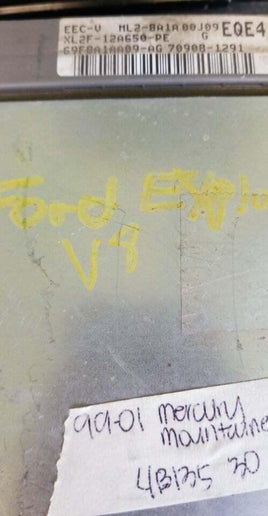 EEC-V ML2-8A1A 00J09
XL2F-12A650-PE G EQE4
G9F8A1AA09-AG 70908-1291
Ford Explo
V8
99-01 mercury
mountaine
4B135 30